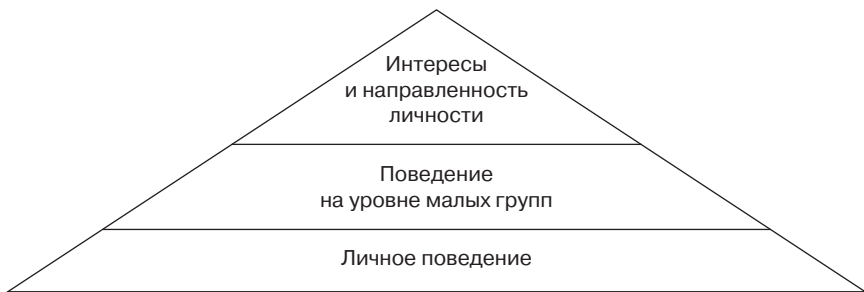 Интересы
и направленность
личности
Поведение
на уровне малых групп
Личное поведение